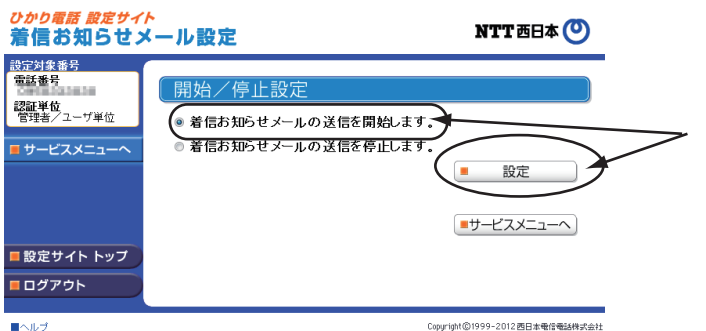 ひかり電話 設定サイト
着信お知らせメール設定
NTT西日本
設定対象番号
電話番号
認証単位
管理者／ユーザ単位
サービスメニューへ
設定サイト トップ
ログアウト
開始／停止設定
着信お知らせメールの送信を開始します。
着信お知らせメールの送信を停止します。
設定
サービスメニューへ
ヘルプ
Copyright©1999-2012 西日本電信電話株式会社